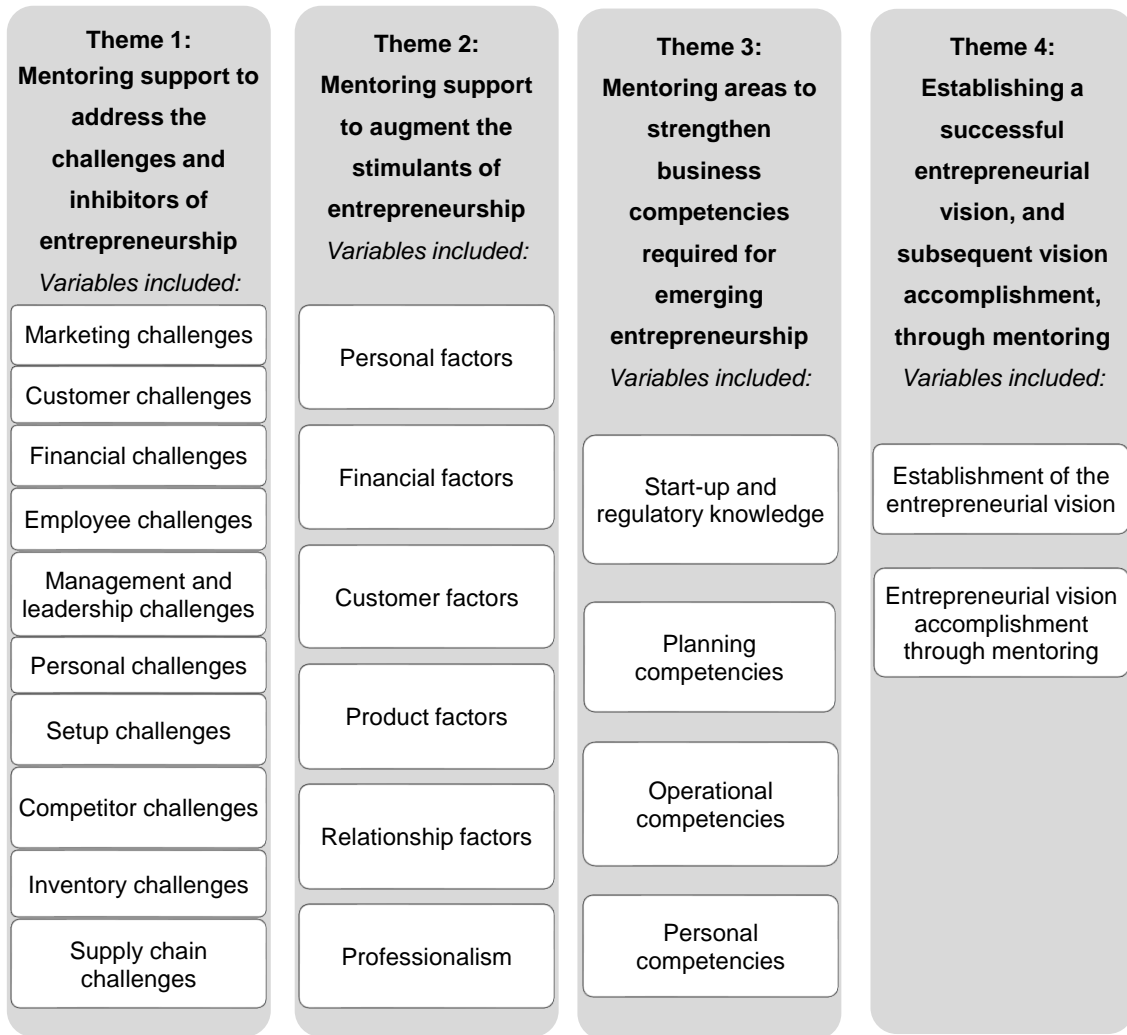 Theme 1:
Mentoring support to
address the
challenges and
inhibitors of
entrepreneurship
Variables included:
Marketing challenges
Customer challenges
Financial challenges
Employee challenges
Management and
leadership challenges
Personal challenges
Setup challenges
Competitor challenges
Inventory challenges
Supply chain
challenges
Theme 2:
Mentoring support
to augment the
stimulants of
entrepreneurship
Variables included:
Personal factors
Financial factors
Customer factors
Product factors
Relationship factors
Professionalism
Theme 3:
Mentoring areas to
strengthen
business
competencies
required for
emerging
entrepreneurship
Variables included:
Start-up and
regulatory knowledge
Planning
competencies
Operational
competencies
Personal
competencies
Theme 4:
Establishing a
successful
entrepreneurial
vision, and
subsequent vision
accomplishment,
through mentoring
Variables included:
Establishment of the
entrepreneurial vision
Entrepreneurial vision
accomplishment
through mentoring